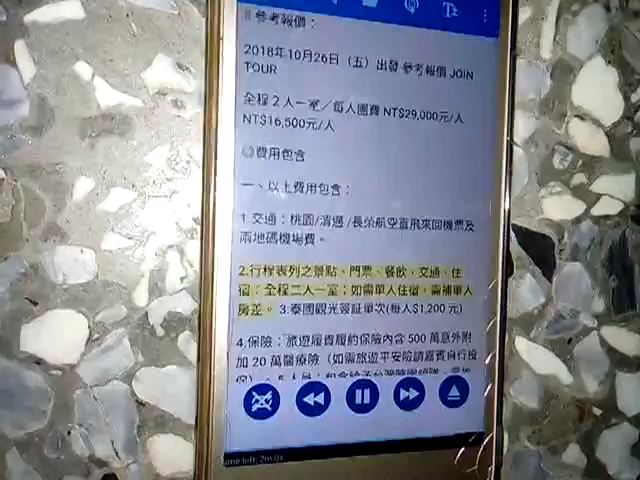 參考報價：
2018年10月26日（五）出發 參考報價 JOIN
TOUR
全程２人一室／每人團費 NT$29,000元/人
NT$16,500元/人
◎費用包含
一、以上費用包含：
1.交通：桃園/清邁/長榮航空直飛來回機票及
兩地碼機場費。
2.行程表列之景點、門票、餐飲、交通、住
宿：全程二人一室；如需單人住宿，需補單人
房差。 3.泰國觀光簽証單次(每人$1,200 元)
4.保險：旅遊履責履約保險內含 500 萬意外附
加 20 萬醫療險（如需旅遊平安險請嘉賓自行投